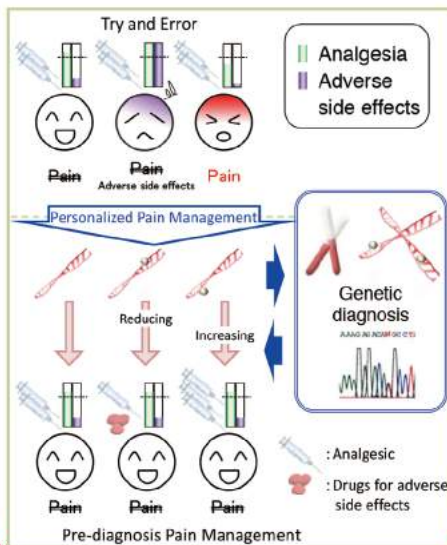 Try and Error
Analgesia
Adverse
side effects
Pain
Pain
Adverse side effects
Pain
Personalized Pain Management
Genetic
diagnosis
Reducing
Increasing
Pain
Pain
Pain
: Analgesic
: Drugs for adverse
side effects
Pre-diagnosis Pain Management